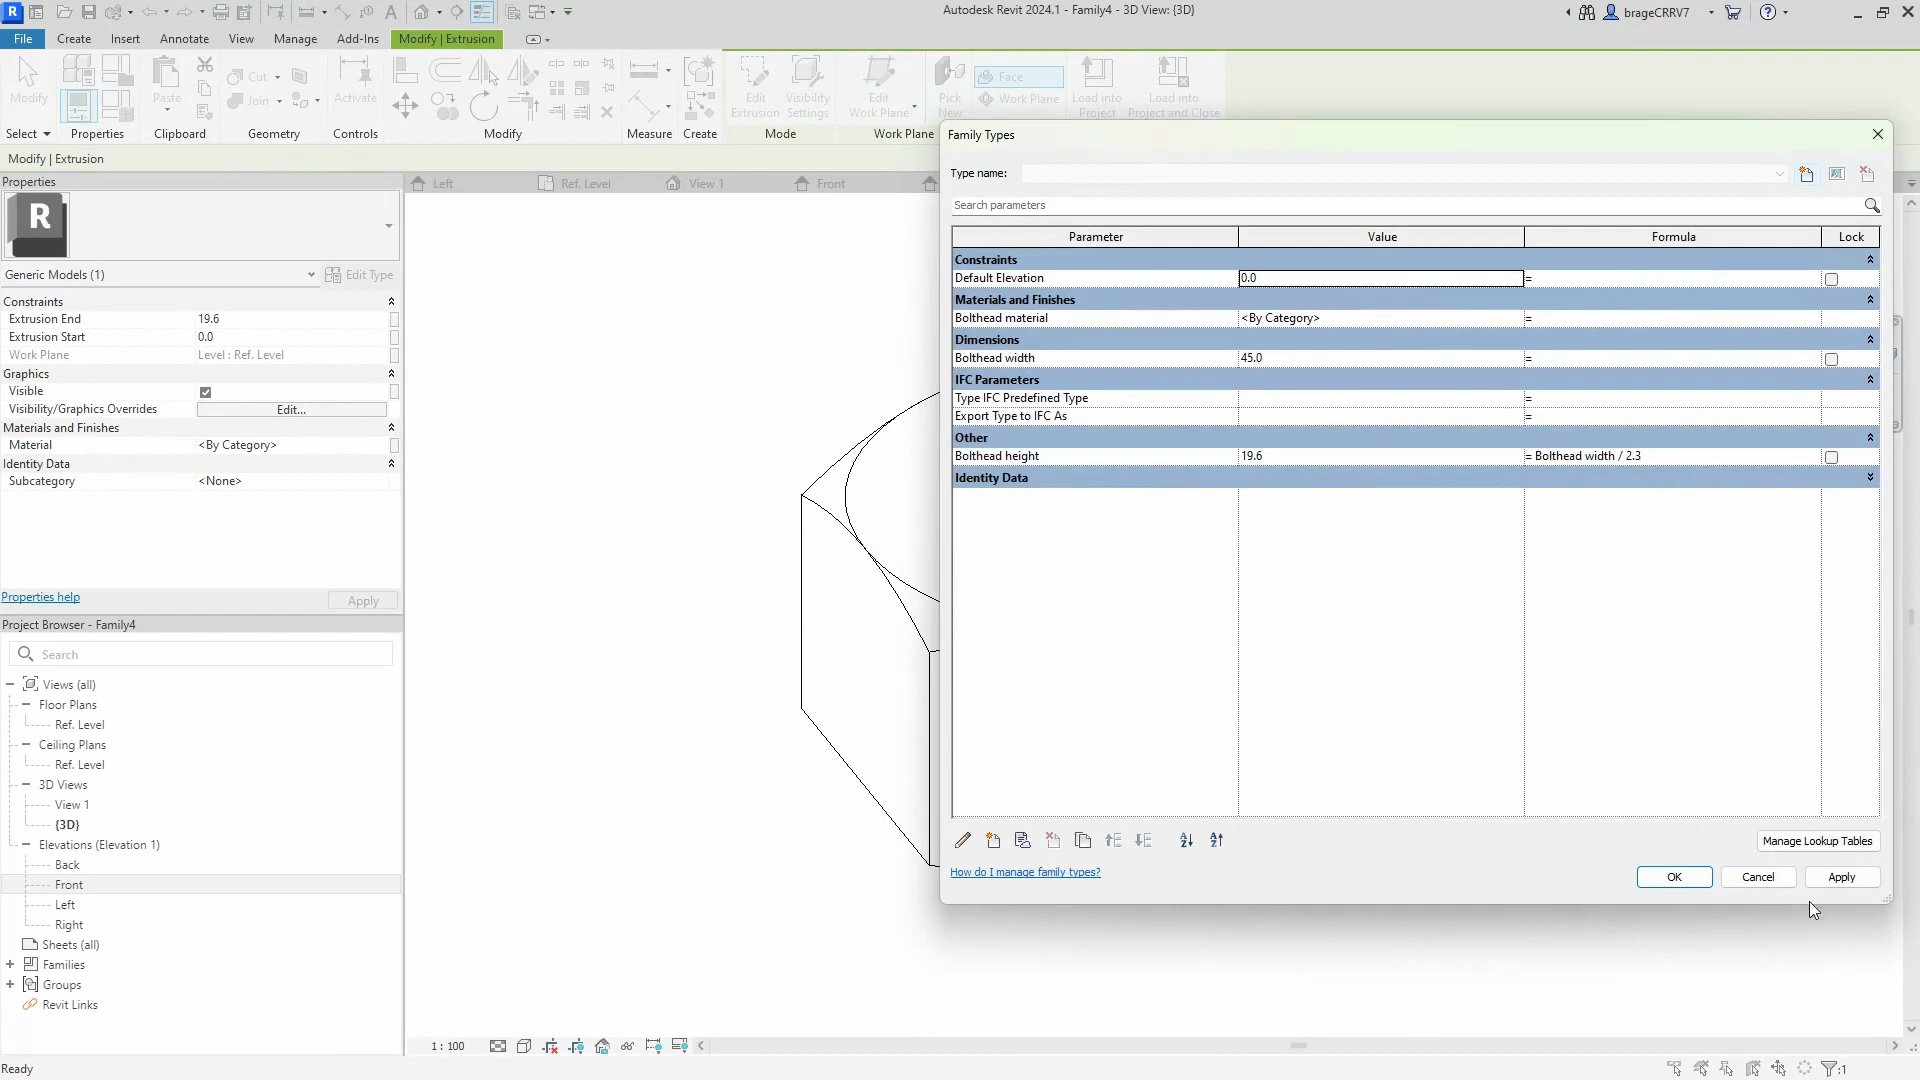 Autodesk Revit 2024.1 - Family4 - 3D View: {3D}
brageCRRV7
File Create Insert Annotate View Manage Add-Ins Modify | Extrusion
Modify
Paste
Cut
Join
Activate
Edit Extrusion
Visibility Settings
Edit Work Plane
Pick New
Face
Work Plane
Load into Project
Load into Project and Close
Select Properties Clipboard Geometry Controls Modify Measure Create Mode Work Plane
Modify | Extrusion
Properties
R
Generic Models (1)
Edit Type
Constraints
Extrusion End 19.6
Extrusion Start 0.0
Work Plane Level : Ref. Level
Graphics
Visible
Visibility/Graphics Overrides Edit...
Materials and Finishes
Material <By Category>
Identity Data
Subcategory <None>
Properties help
Apply
Project Browser - Family4
Search
Views (all)
Floor Plans
Ref. Level
Ceiling Plans
Ref. Level
3D Views
View 1
{3D}
Elevations (Elevation 1)
Back
Front
Left
Right
Sheets (all)
Families
Groups
Revit Links
Left Ref. Level View 1 Front
Family Types
Type name:
Search parameters
Parameter Value Formula Lock
Constraints
Default Elevation 0.0 =
Materials and Finishes
Bolthead material <By Category> =
Dimensions
Bolthead width 45.0 =
IFC Parameters
Type IFC Predefined Type =
Export Type to IFC As =
Other
Bolthead height 19.6 = Bolthead width / 2.3
Identity Data
Manage Lookup Tables
How do I manage family types?
OK Cancel Apply
1 : 100
Ready
:1